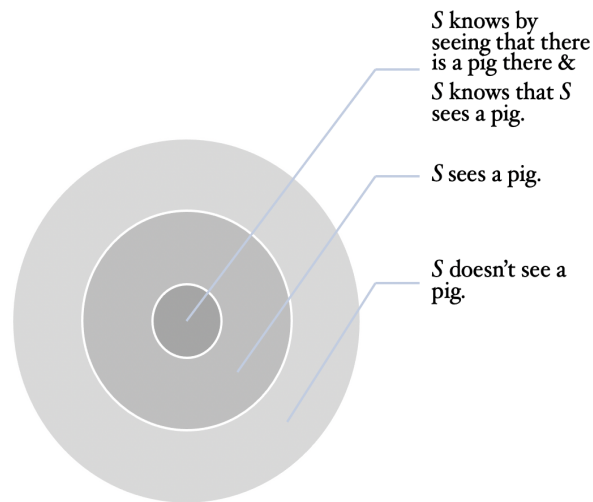 S knows by
seeing that there
is a pig there &
S knows that S
sees a pig.
S sees a pig.
S doesn’t see a
pig.